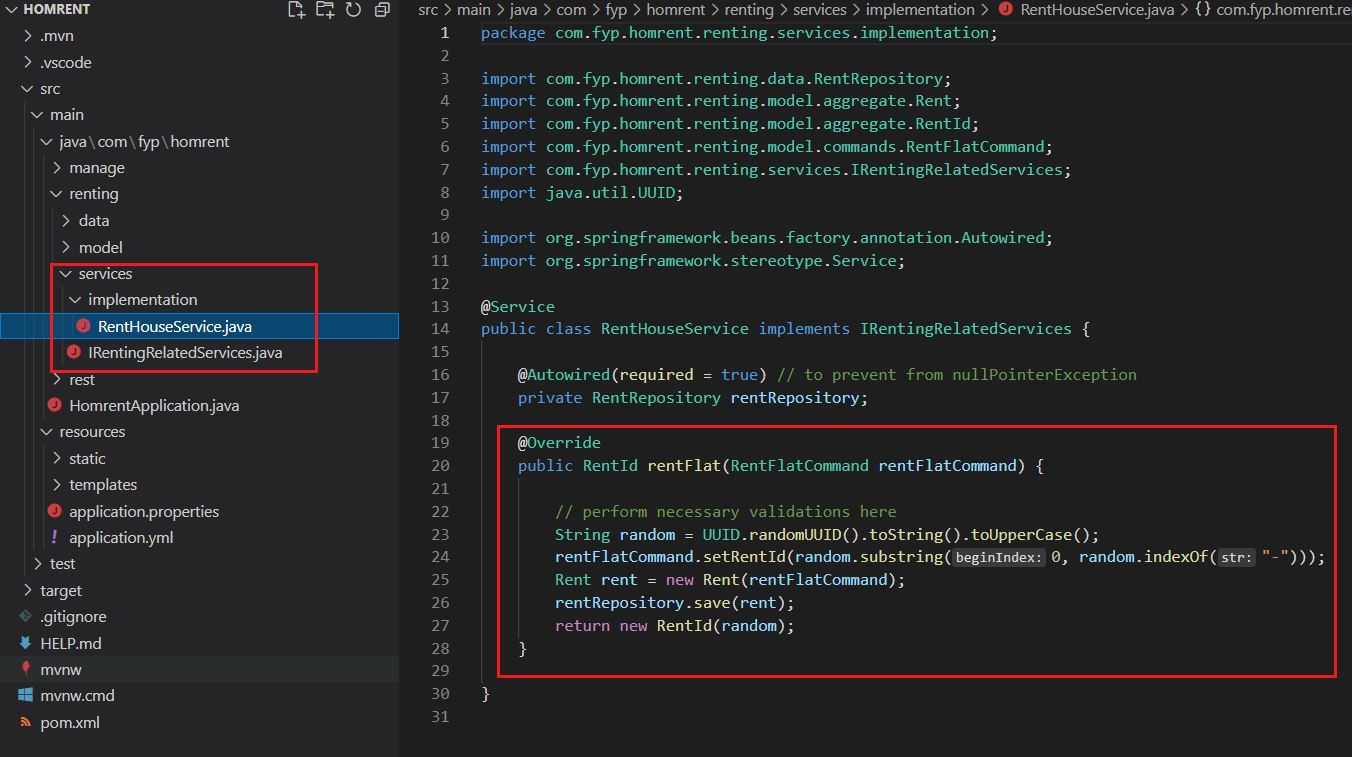 HOMRENT
.mvn
.vscode
src
main
java\com\fyp\homrent
manage
renting
data
model
services
implementation
RentHouseService.java
IRentingRelatedServices.java
rest
HomrentApplication.java
resources
static
templates
application.properties
application.yml
test
target
.gitignore
HELP.md
mvnw
mvnw.cmd
pom.xml
src > main > java > com > fyp > homrent > renting > services > implementation > RentHouseService.java > {} com.fyp.homrent.re
1 package com.fyp.homrent.renting.services.implementation;
2
3 import com.fyp.homrent.renting.data.RentRepository;
4 import com.fyp.homrent.renting.model.aggregate.Rent;
5 import com.fyp.homrent.renting.model.aggregate.RentId;
6 import com.fyp.homrent.renting.model.commands.RentFlatCommand;
7 import com.fyp.homrent.renting.services.IRentingRelatedServices;
8 import java.util.UUID;
9
10 import org.springframework.beans.factory.annotation.Autowired;
11 import org.springframework.stereotype.Service;
12
13 @Service
14 public class RentHouseService implements IRentingRelatedServices {
15
16 @Autowired(required = true) // to prevent from nullPointerException
17 private RentRepository rentRepository;
18
19 @Override
20 public RentId rentFlat(RentFlatCommand rentFlatCommand) {
21
22 // perform necessary validations here
23 String random = UUID.randomUUID().toString().toUpperCase();
24 rentFlatCommand.setRentId(random.substring(beginIndex: 0, random.indexOf(str: "-")));
25 Rent rent = new Rent(rentFlatCommand);
26 rentRepository.save(rent);
27 return new RentId(random);
28 }
29
30 }
31